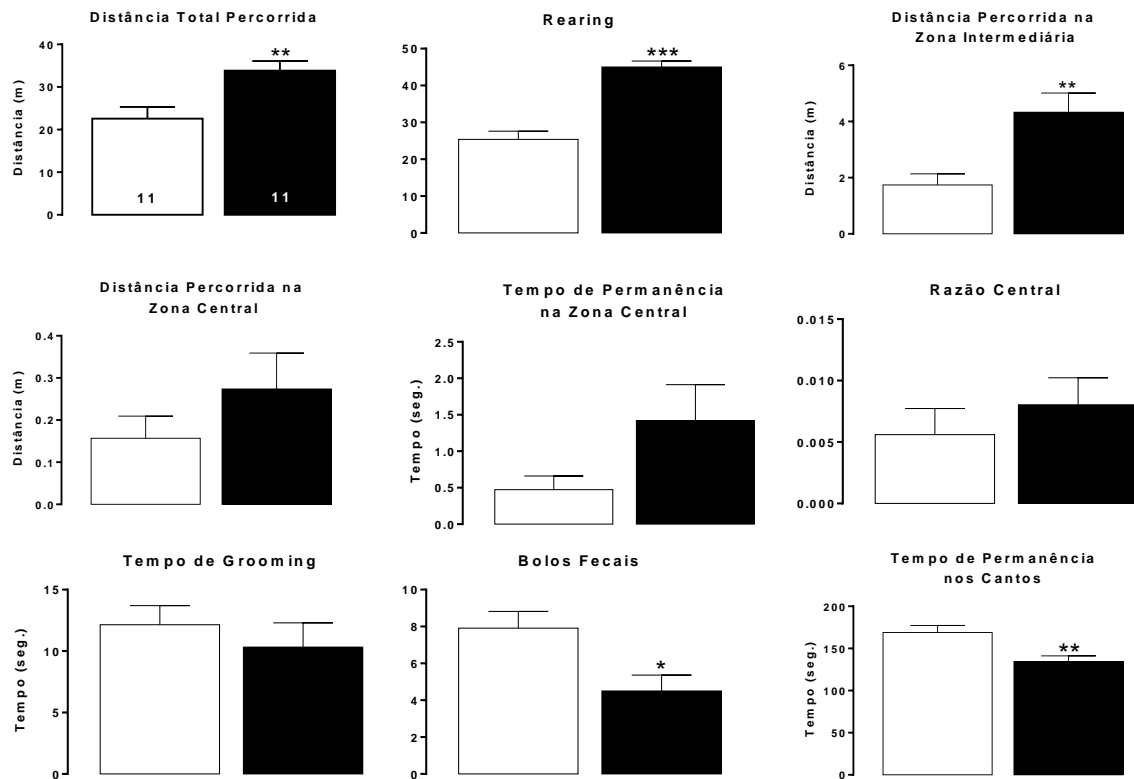 Distância Total Percorrida
Distância (m)
40
30
20
10
0
**
11
11
Rearing
50
40
30
20
10
0
***
Distância Percorrida na
Zona Intermediária
Distância (m)
6
4
2
0
**
Distância Percorrida na
Zona Central
Distância (m)
0.4
0.3
0.2
0.1
0.0
Tempo de Permanência
na Zona Central
Tempo (seg.)
2.5
2.0
1.5
1.0
0.5
0.0
Razão Central
0.015
0.010
0.005
0.000
Tempo de Grooming
Tempo (seg.)
15
10
5
0
Bolos Fecais
10
8
6
4
2
0
*
Tempo de Permanência
nos Cantos
Tempo (seg.)
200
150
100
50
0
**